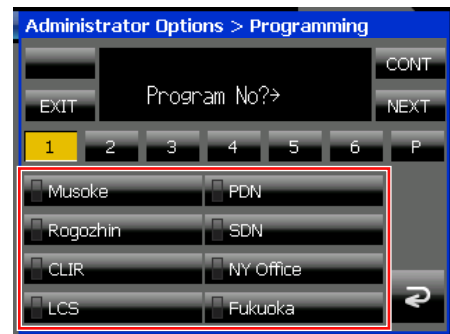 Administrator Options > Programming
CONT
EXIT
Program No?→
NEXT
1 2 3 4 5 6 P
Musoke PDN
Rogozhin SDN
CLIR NY Office
LCS Fukuoka